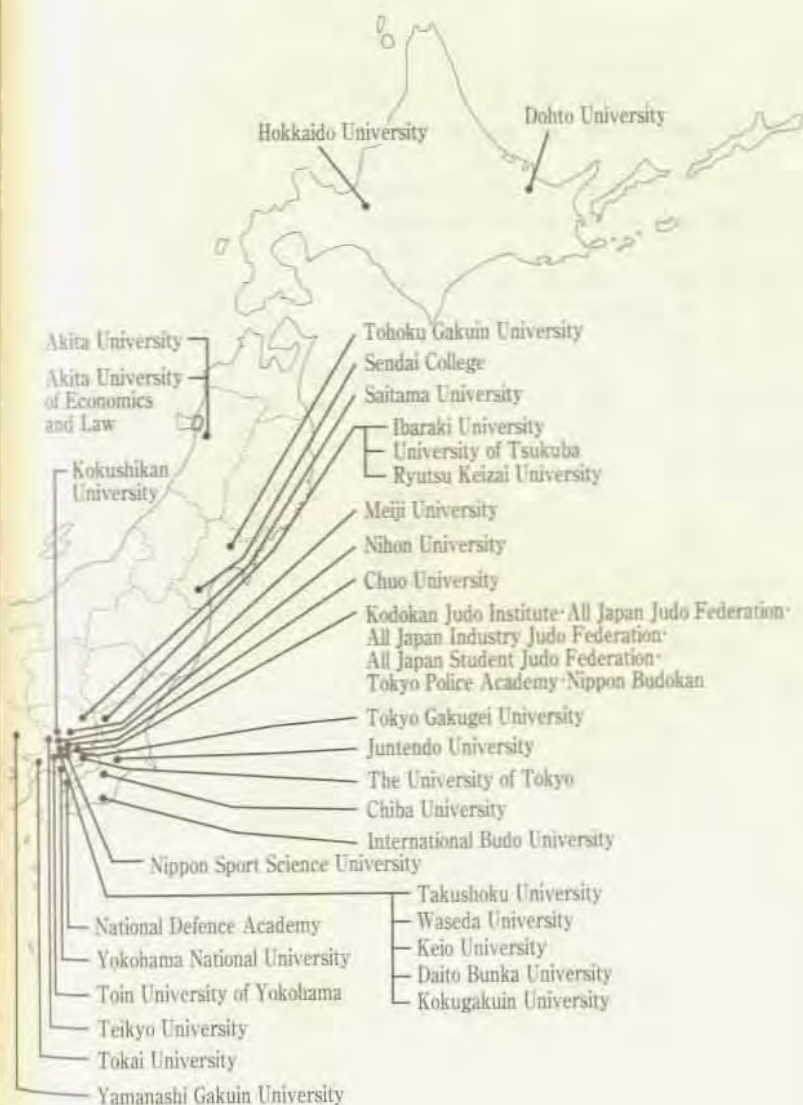 Hokkaido University
Dohto University
Akita University
Akita University
of Economics
and Law
Kokushikan
University
Tohoku Gakuin University
Sendai College
Saitama University
Ibaraki University
University of Tsukuba
Ryutsu Keizai University
Meiji University
Nihon University
Chuo University
Kodokan Judo Institute·All Japan Judo Federation·
All Japan Industry Judo Federation·
All Japan Student Judo Federation·
Tokyo Police Academy·Nippon Budokan
Tokyo Gakugei University
Juntendo University
The University of Tokyo
Chiba University
International Budo University
Nippon Sport Science University
Takushoku University
Waseda University
Keio University
Daito Bunka University
Kokugakuin University
National Defence Academy
Yokohama National University
Toin University of Yokohama
Teikyo University
Tokai University
Yamanashi Gakuin University